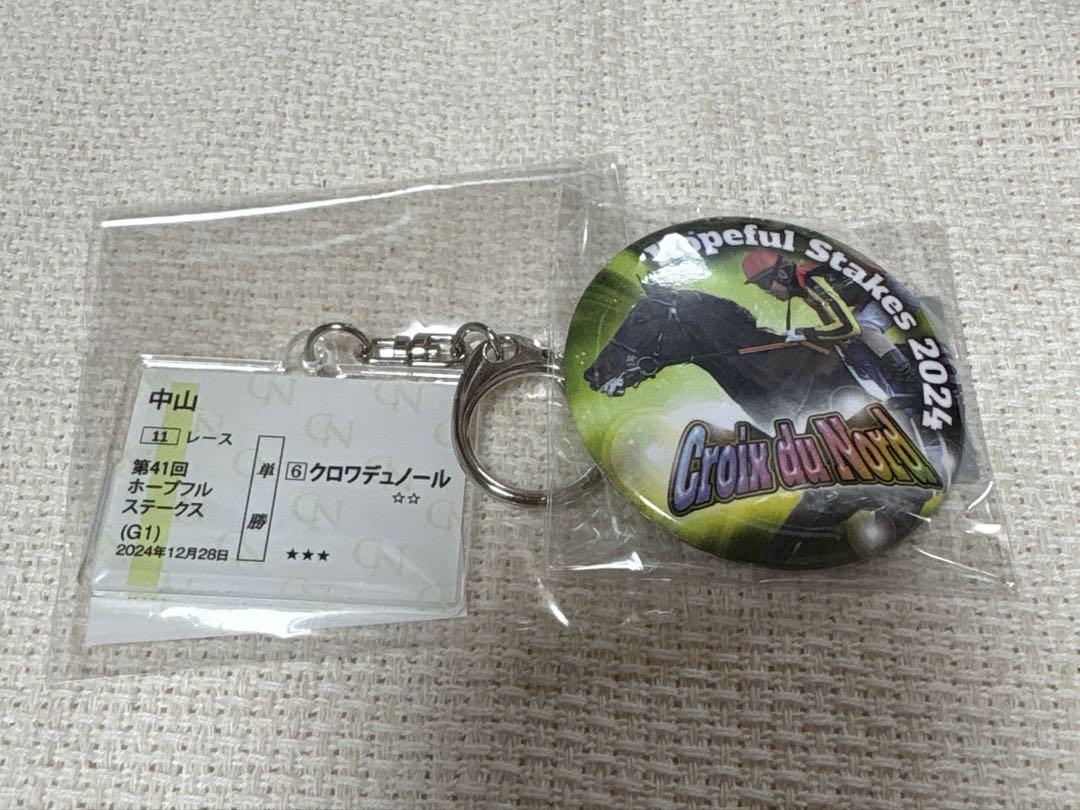 中山
11 レース
第41回
ホープフル
ステークス
(G1)
2024年12月28日
単勝
6 クロワデュノール
☆☆
★★★
Hopeful Stakes 2024
Croix du Nord